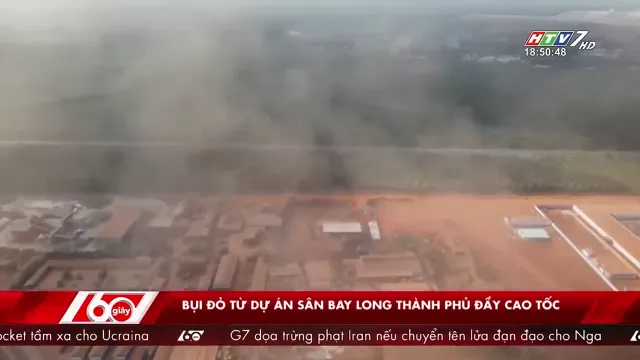 HTV7 HD
18:50:48
60 giây
BỤI ĐỎ TỪ DỰ ÁN SÂN BAY LONG THÀNH PHỦ ĐẦY CAO TỐC
ocket tầm xa cho Ucraina 60 G7 dọa trừng phạt Iran nếu chuyển tên lửa đạn đạo cho Nga